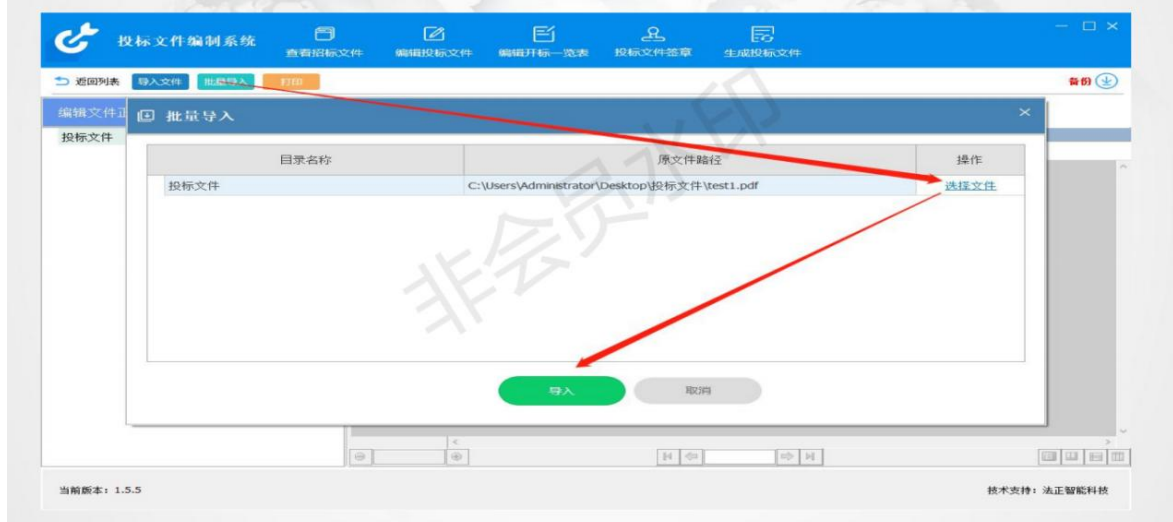 投标文件编制系统
查看招标文件 编辑投标文件 编辑开标一览表 投标文件签章 生成投标文件
返回列表 导入文件 批量导入 打印 备份
编辑文件正
批量导入
投标文件
目录名称 原文件路径 操作
投标文件 C:\Users\Administrator\Desktop\投标文件\test1.pdf 选择文件
非会员水印
导入 取消
当前版本：1.5.5 技术支持：法正智能科技